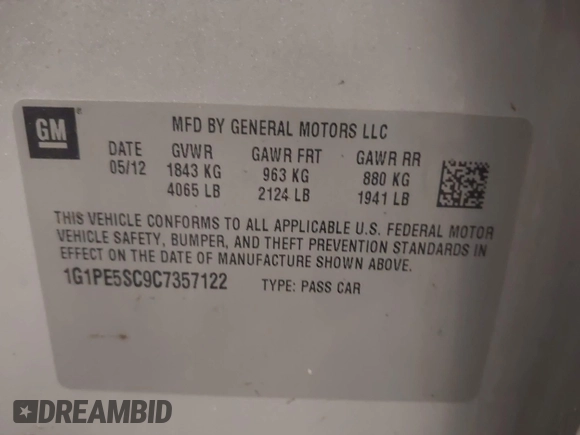 GM
MFD BY GENERAL MOTORS LLC
DATE GVWR GAWR FRT GAWR RR
05/12 1843 KG 963 KG 880 KG
4065 LB 2124 LB 1941 LB
THIS VEHICLE CONFORMS TO ALL APPLICABLE U.S. FEDERAL MOTOR
VEHICLE SAFETY, BUMPER, AND THEFT PREVENTION STANDARDS IN
EFFECT ON THE DATE OF MANUFACTURE SHOWN ABOVE.
1G1PE5SC9C7357122 TYPE: PASS CAR
DREAMBID